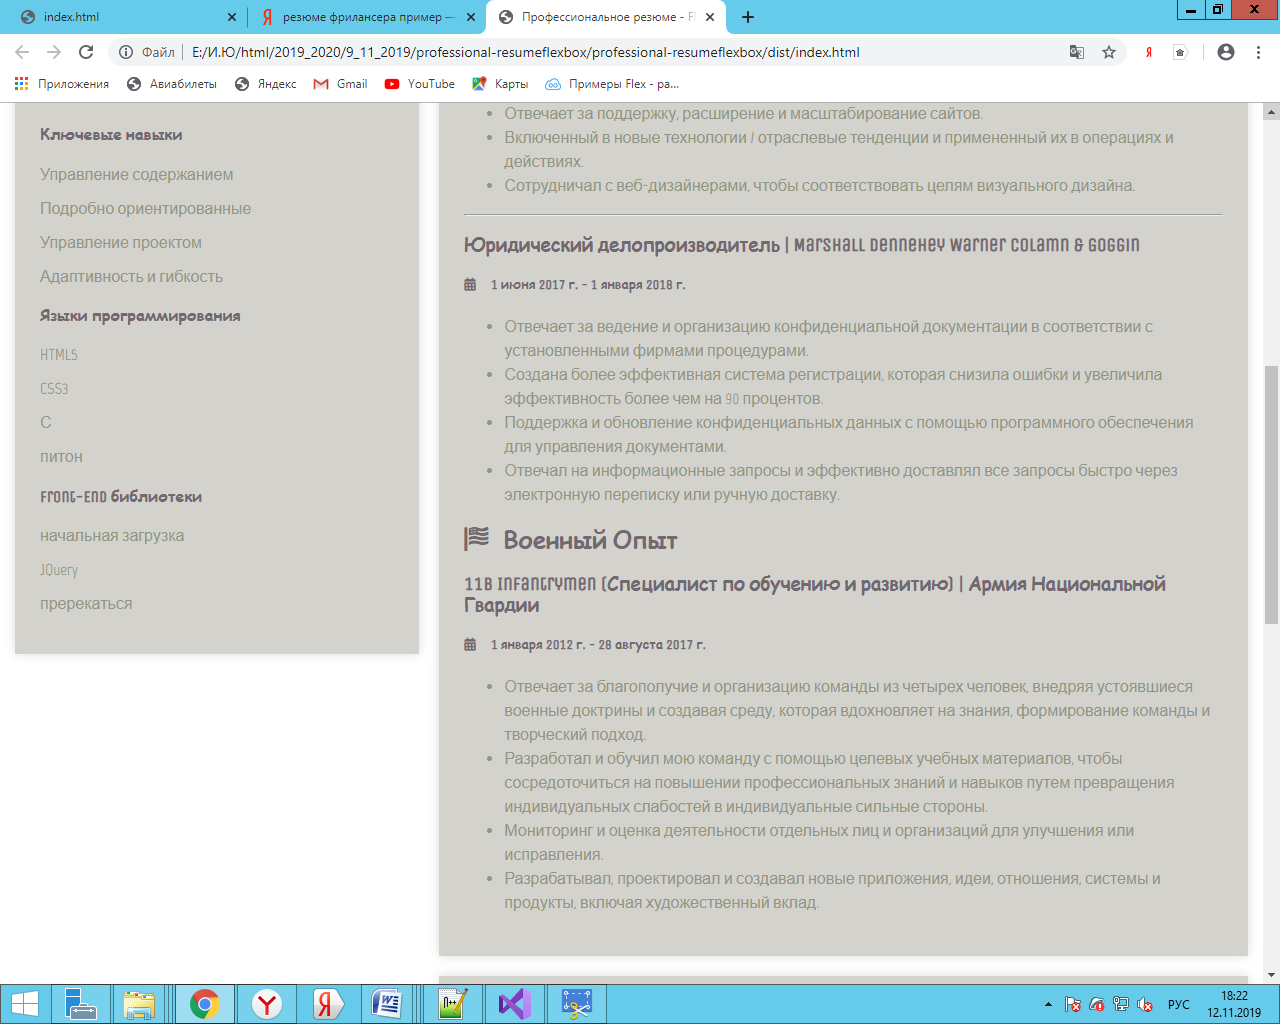 index.html
резюме фрилансера пример —
Профессиональное резюме - Fl
Файл
E:/И.Ю/html/2019_2020/9_11_2019/professional-resumeflexbox/professional-resumeflexbox/dist/index.html
Приложения
Авиабилеты
Яндекс
Gmail
YouTube
Карты
Примеры Flex - ра...
Ключевые навыки
Управление содержанием
Подробно ориентированные
Управление проектом
Адаптивность и гибкость
Языки программирования
HTML5
CSS3
С
питон
Front-End библиотеки
начальная загрузка
JQuery
пререкаться
Отвечает за поддержку, расширение и масштабирование сайтов.
Включенный в новые технологии / отраслевые тенденции и примененный их в операциях и
действиях.
Сотрудничал с веб-дизайнерами, чтобы соответствовать целям визуального дизайна.
Юридический делопроизводитель | Marshall Dennehey Warner Colamn & Goggin
1 июня 2017 г. - 1 января 2018 г.
Отвечает за ведение и организацию конфиденциальной документации в соответствии с
установленными фирмами процедурами.
Создана более эффективная система регистрации, которая снизила ошибки и увеличила
эффективность более чем на 90 процентов.
Поддержка и обновление конфиденциальных данных с помощью программного обеспечения
для управления документами.
Отвечал на информационные запросы и эффективно доставлял все запросы быстро через
электронную переписку или ручную доставку.
Военный Опыт
11B Infantrymen (Специалист по обучению и развитию) | Армия Национальной
Гвардии
1 января 2012 г. - 28 августа 2017 г.
Отвечает за благополучие и организацию команды из четырех человек, внедряя устоявшиеся
военные доктрины и создавая среду, которая вдохновляет на знания, формирование команды и
творческий подход.
Разработал и обучил мою команду с помощью целевых учебных материалов, чтобы
сосредоточиться на повышении профессиональных знаний и навыков путем превращения
индивидуальных слабостей в индивидуальные сильные стороны.
Мониторинг и оценка деятельности отдельных лиц и организаций для улучшения или
исправления.
Разрабатывал, проектировал и создавал новые приложения, идеи, отношения, системы и
продукты, включая художественный вклад.
РУС
18:22
12.11.2019